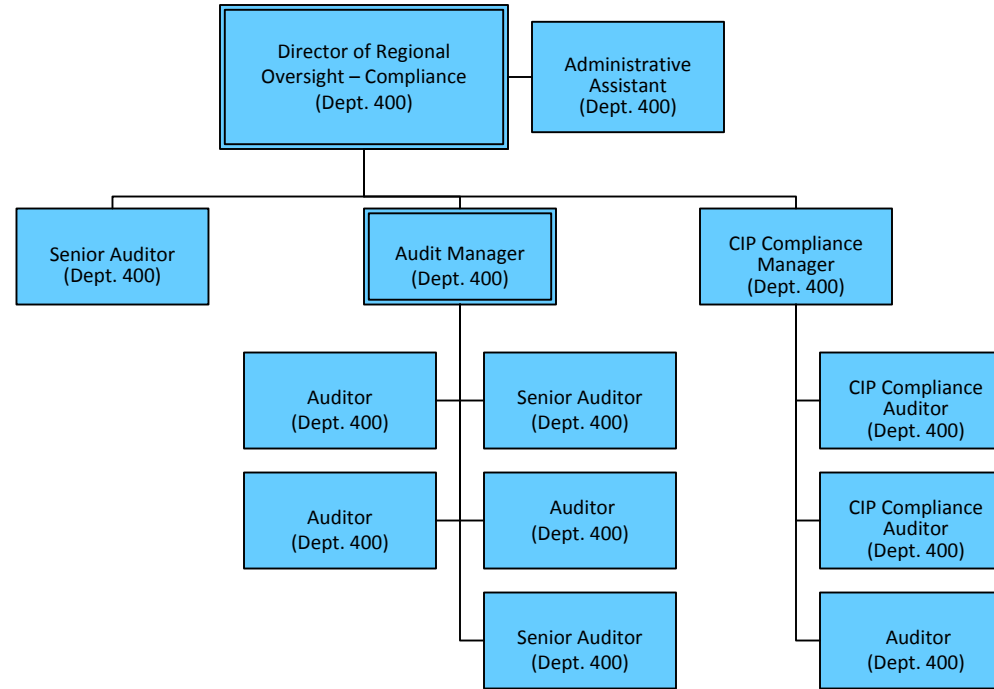 Director of Regional
Oversight – Compliance
(Dept. 400)
Administrative
Assistant
(Dept. 400)
Senior Auditor
(Dept. 400)
Audit Manager
(Dept. 400)
CIP Compliance
Manager
(Dept. 400)
Auditor
(Dept. 400)
Senior Auditor
(Dept. 400)
CIP Compliance
Auditor
(Dept. 400)
Auditor
(Dept. 400)
Auditor
(Dept. 400)
CIP Compliance
Auditor
(Dept. 400)
Senior Auditor
(Dept. 400)
Auditor
(Dept. 400)